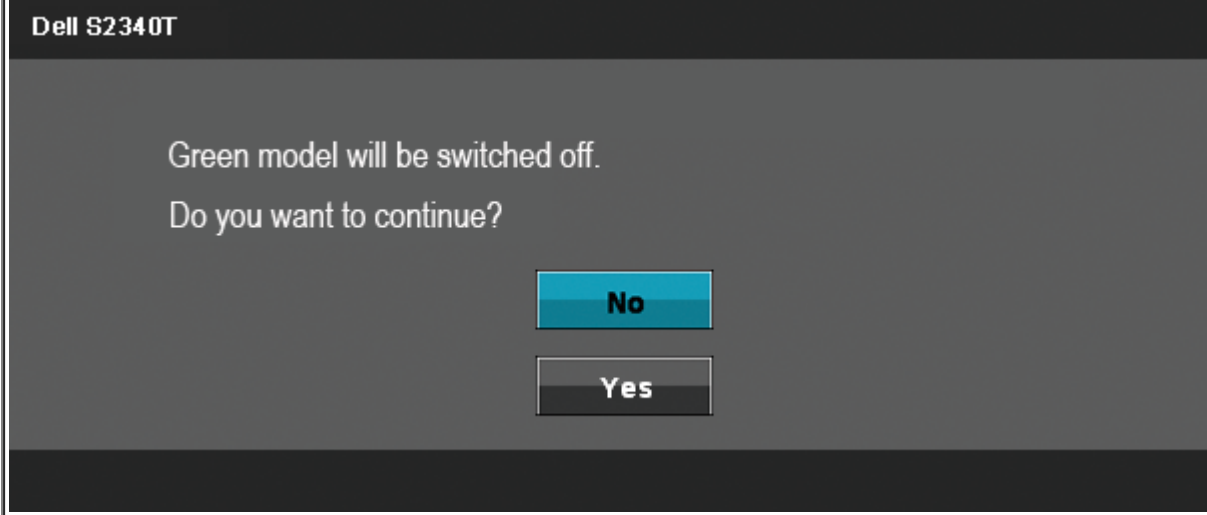 Dell S2340T
Green model will be switched off.
Do you want to continue?
No
Yes